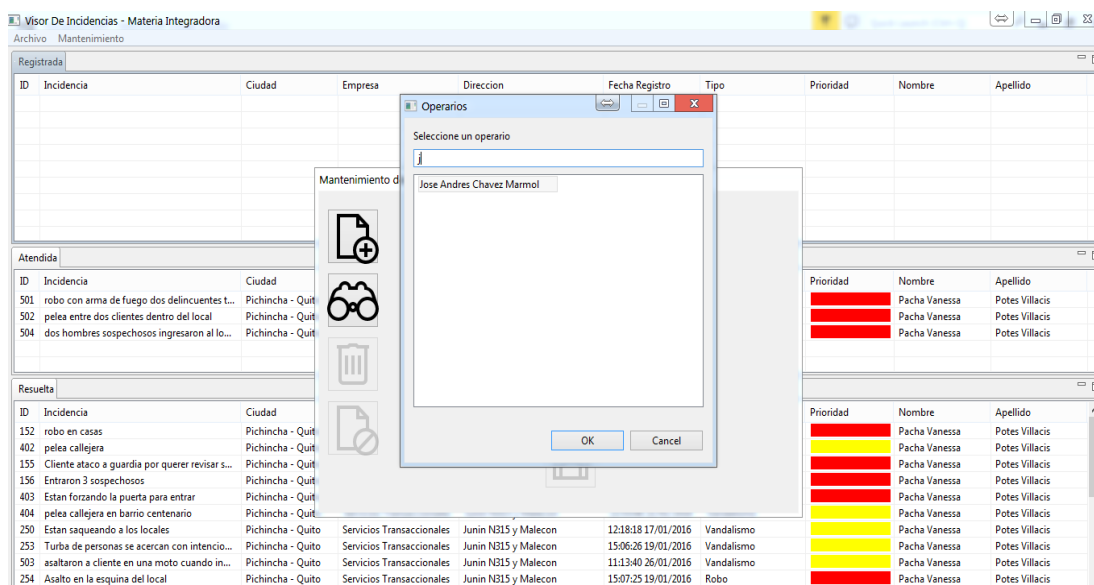 Visor De Incidencias - Materia Integradora
Archivo Mantenimiento
Registrada
ID Incidencia Ciudad Empresa Direccion Fecha Registro Tipo Prioridad Nombre Apellido
Operarios
Seleccione un operario
j
Jose Andres Chavez Marmol
OK Cancel
Mantenimiento d
Atendida
ID Incidencia Ciudad Prioridad Nombre Apellido
501 robo con arma de fuego dos delincuentes t... Pichincha - Quit Pacha Vanessa Potes Villacis
502 pelea entre dos clientes dentro del local Pichincha - Quit Pacha Vanessa Potes Villacis
504 dos hombres sospechosos ingresaron al lo... Pichincha - Quit Pacha Vanessa Potes Villacis
Resuelta
ID Incidencia Ciudad Prioridad Nombre Apellido
152 robo en casas Pichincha - Quit Pacha Vanessa Potes Villacis
402 pelea callejera Pichincha - Quit Pacha Vanessa Potes Villacis
155 Cliente ataco a guardia por querer revisar s... Pichincha - Quit Pacha Vanessa Potes Villacis
156 Entraron 3 sospechosos Pichincha - Quit Pacha Vanessa Potes Villacis
403 Estan forzando la puerta para entrar Pichincha - Quit Pacha Vanessa Potes Villacis
404 pelea callejera en barrio centenario Pichincha - Quit Pacha Vanessa Potes Villacis
250 Estan saqueando a los locales Pichincha - Quito Servicios Transaccionales Junin N315 y Malecon 12:18:18 17/01/2016 Vandalismo Pacha Vanessa Potes Villacis
253 Turba de personas se acercan con intencio... Pichincha - Quito Servicios Transaccionales Junin N315 y Malecon 15:06:26 19/01/2016 Vandalismo Pacha Vanessa Potes Villacis
503 asaltaron a cliente en una moto cuando in... Pichincha - Quito Servicios Transaccionales Junin N315 y Malecon 11:13:40 26/01/2016 Vandalismo Pacha Vanessa Potes Villacis
254 Asalto en la esquina del local Pichincha - Quito Servicios Transaccionales Junin N315 y Malecon 15:07:25 19/01/2016 Robo Pacha Vanessa Potes Villacis